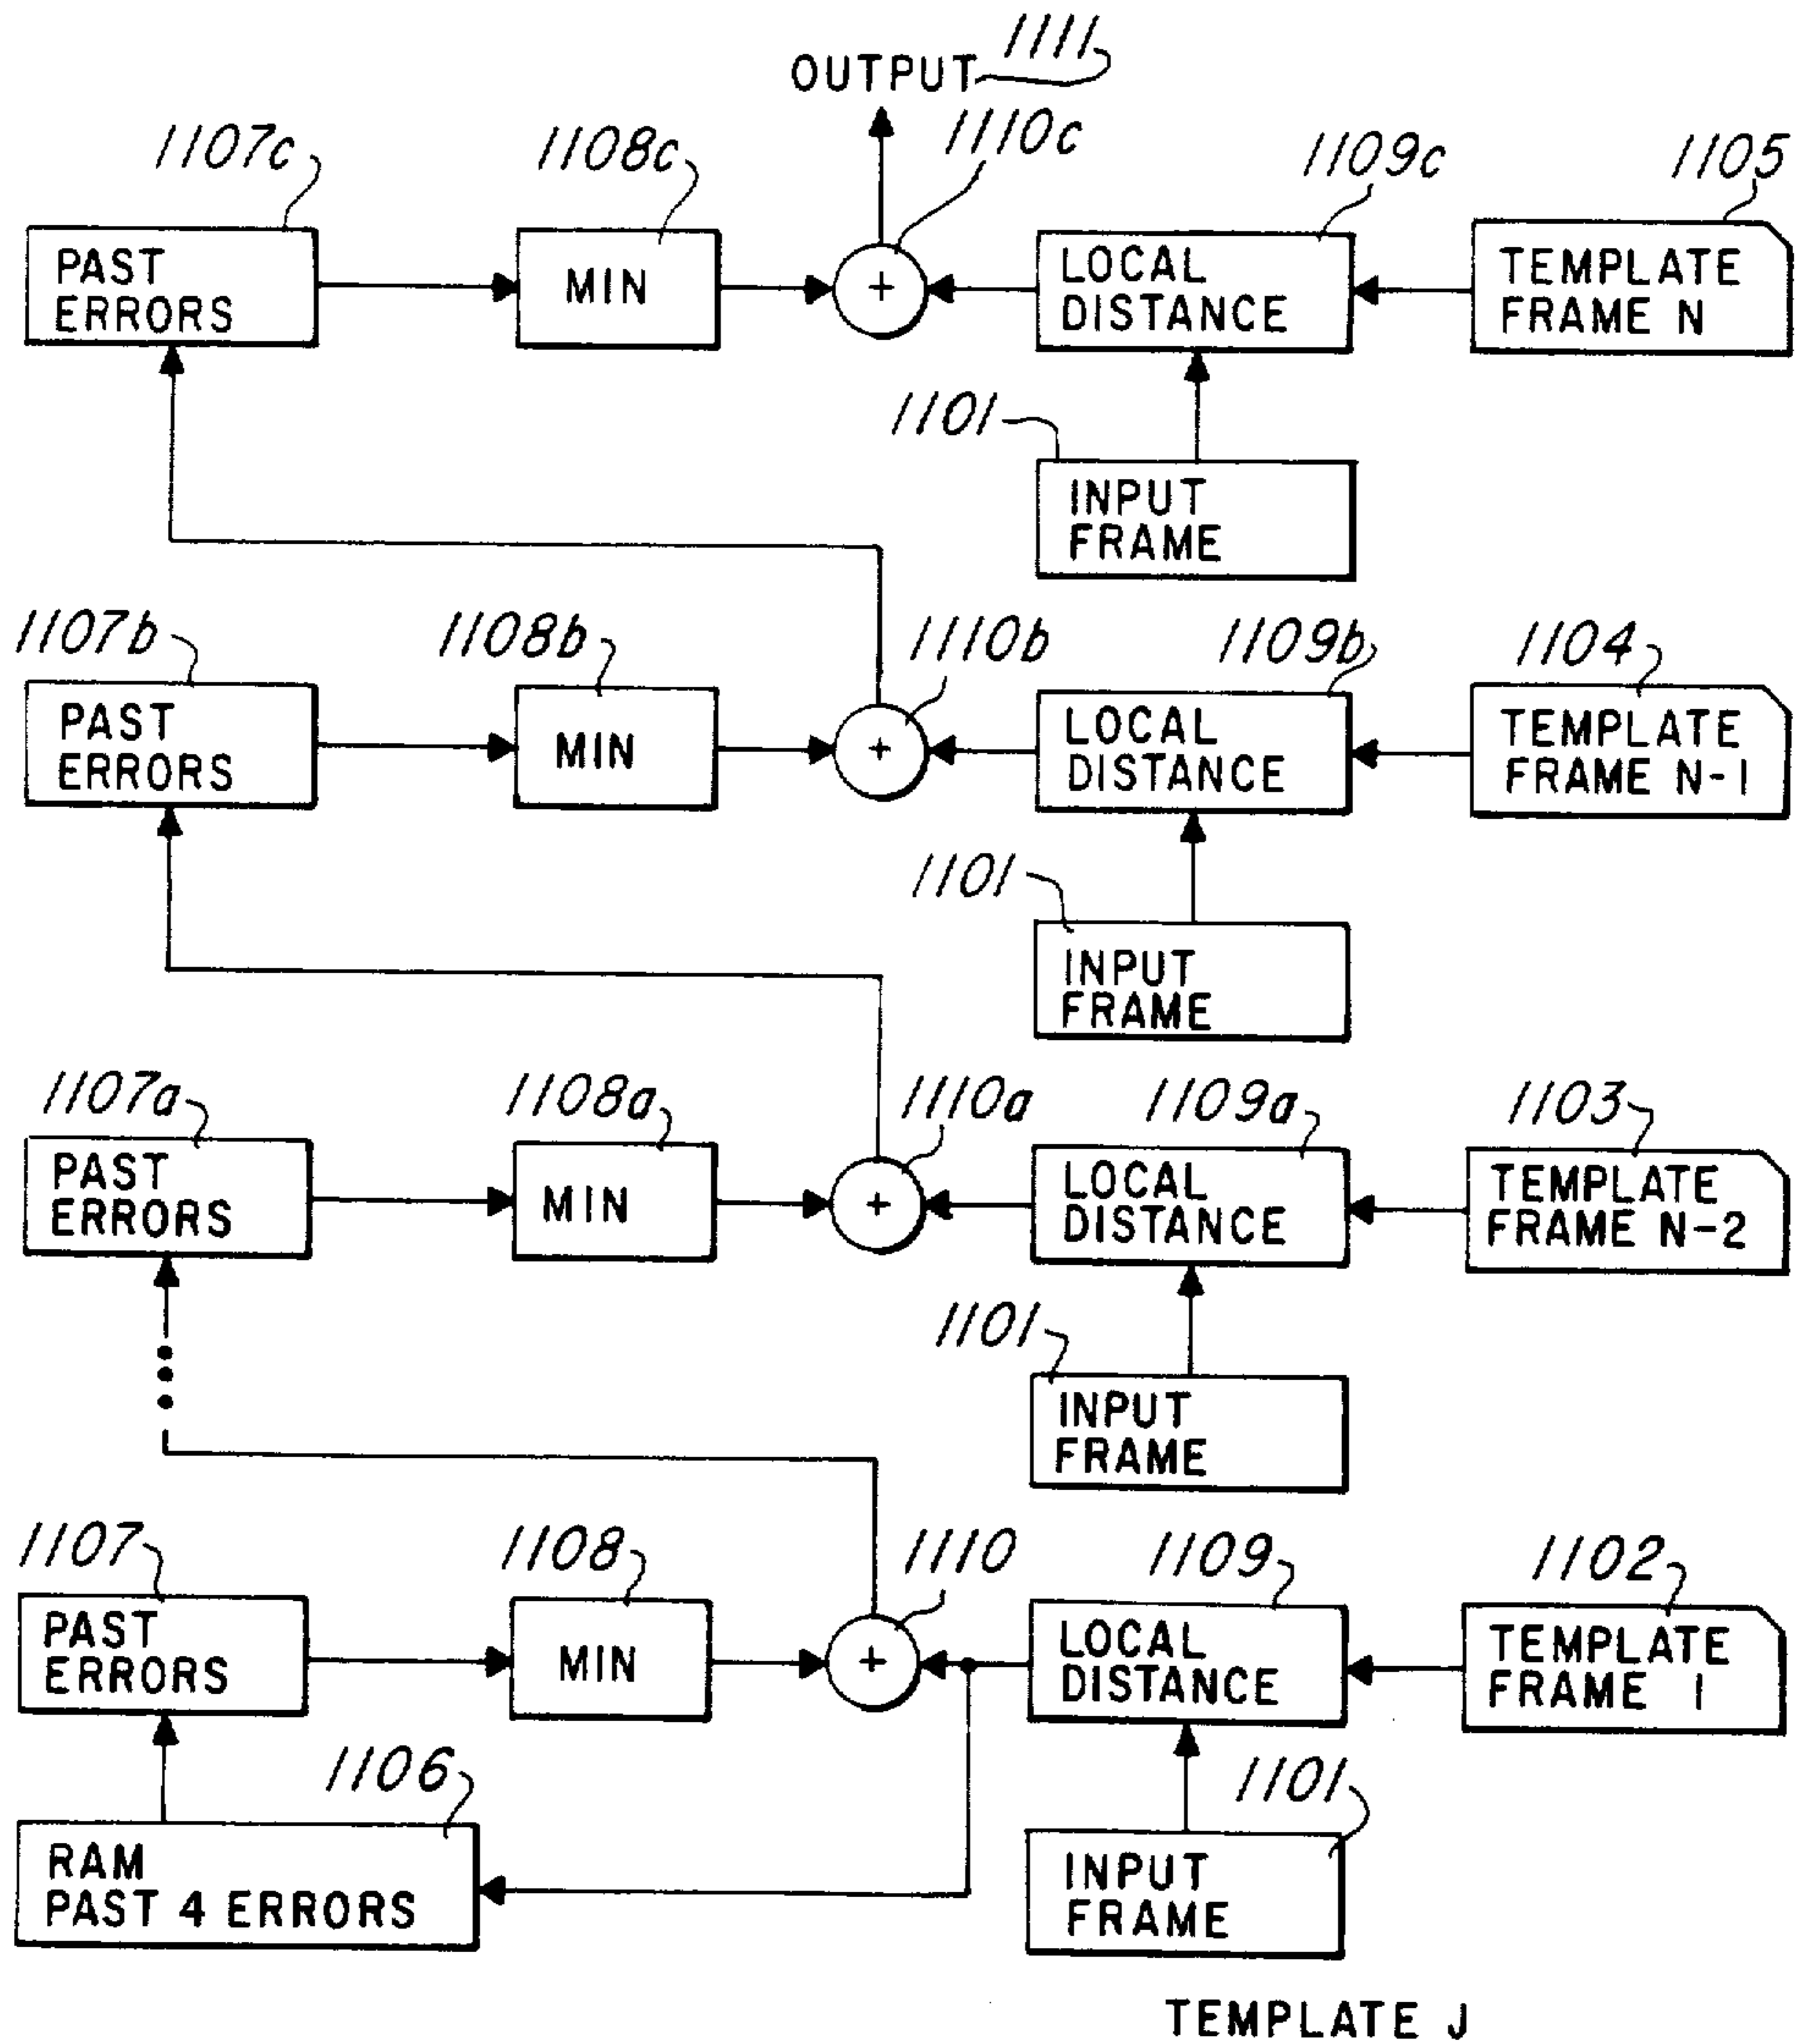 OUTPUT 1111
1107c 1108c 1110c 1109c 1105
PAST
ERRORS
MIN
+
LOCAL
DISTANCE
TEMPLATE
FRAME N
1101
INPUT
FRAME
1107b 1108b 1110b 1109b 1104
PAST
ERRORS
MIN
+
LOCAL
DISTANCE
TEMPLATE
FRAME N-1
1101
INPUT
FRAME
1107a 1108a 1110a 1109a 1103
PAST
ERRORS
MIN
+
LOCAL
DISTANCE
TEMPLATE
FRAME N-2
1101
INPUT
FRAME
1107 1108 1110 1109 1102
PAST
ERRORS
MIN
+
LOCAL
DISTANCE
TEMPLATE
FRAME 1
1106 1101
RAM
PAST 4 ERRORS
INPUT
FRAME
TEMPLATE J